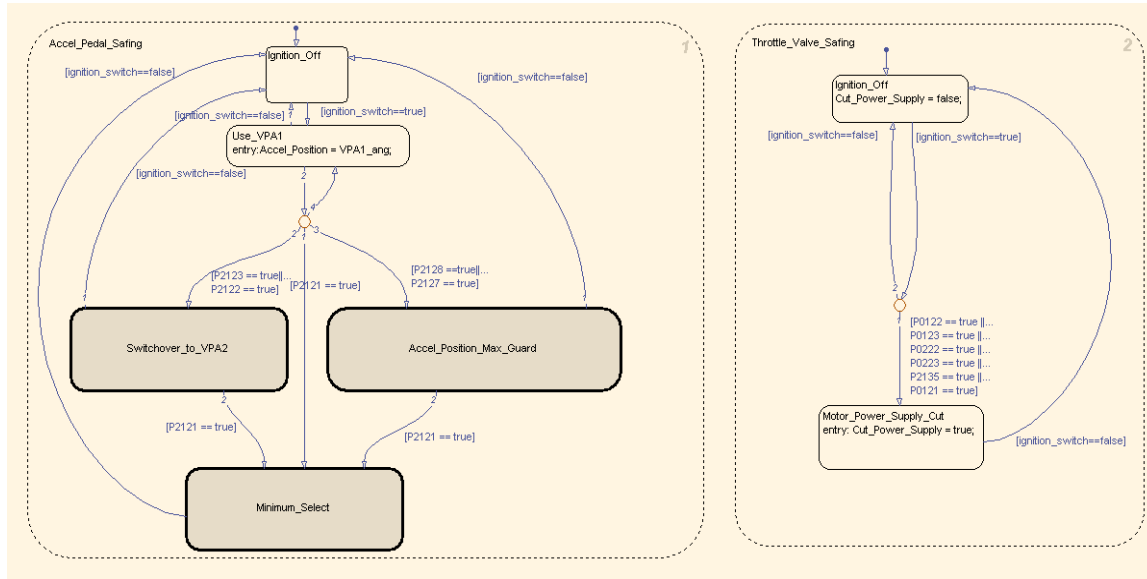 Accel_Pedal_Safing
1
Ignition_Off
[ignition_switch==false]
[ignition_switch==false]
1
[ignition_switch==true]
Use_VPA1
entry:Accel_Position = VPA1_ang;
[ignition_switch==false]
2
4
2
1
3
[P2123 == true||...
P2122 == true]
[P2121 == true]
[P2128 ==true||...
P2127 == true]
1
1
Switchover_to_VPA2
Accel_Position_Max_Guard
2
[P2121 == true]
2
[P2121 == true]
Minimum_Select
Throttle_Valve_Safing
2
Ignition_Off
Cut_Power_Supply = false;
[ignition_switch==false]
[ignition_switch==true]
2
1
[P0122 == true ||...
P0123 == true ||...
P0222 == true ||...
P0223 == true ||...
P2135 == true ||...
P0121 == true]
Motor_Power_Supply_Cut
entry: Cut_Power_Supply = true;
[ignition_switch==false]